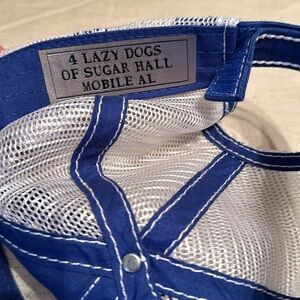 4 LAZY DOGS
OF SUGAR HALL
MOBILE AL